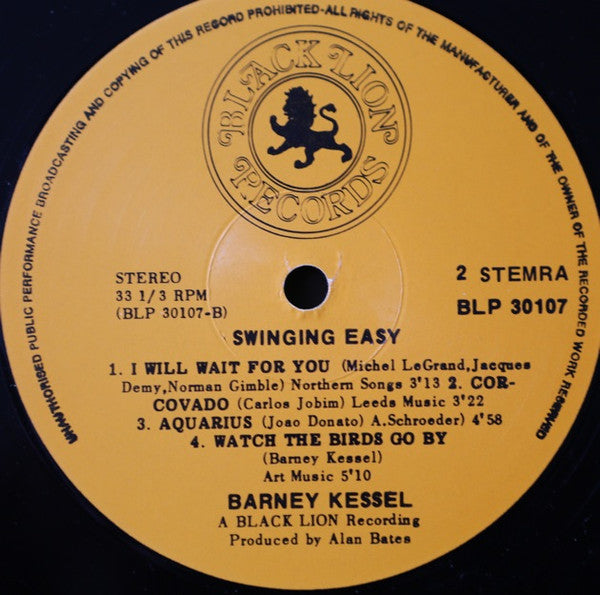 UNAUTHORISED PUBLIC PERFORMANCE BROADCASTING AND COPYING OF THIS RECORD PROHIBITED-ALL RIGHTS OF THE MANUFACTURER AND OF THE OWNER OF THE RECORDED WORK RESERVED
BLACK LION
RECORDS
STEREO
33 1/3 RPM
(BLP 30107-B)
2 STEMRA
BLP 30107
SWINGING EASY
1. I WILL WAIT FOR YOU (Michel LeGrand,Jacques
Demy,Norman Gimble) Northern Songs 3'13 2. COR-
COVADO (Carlos Jobim) Leeds Music 3'22
3. AQUARIUS (Joao Donato) A.Schroeder) 4'58
4. WATCH THE BIRDS GO BY
(Barney Kessel)
Art Music 5'10
BARNEY KESSEL
A BLACK LION Recording
Produced by Alan Bates